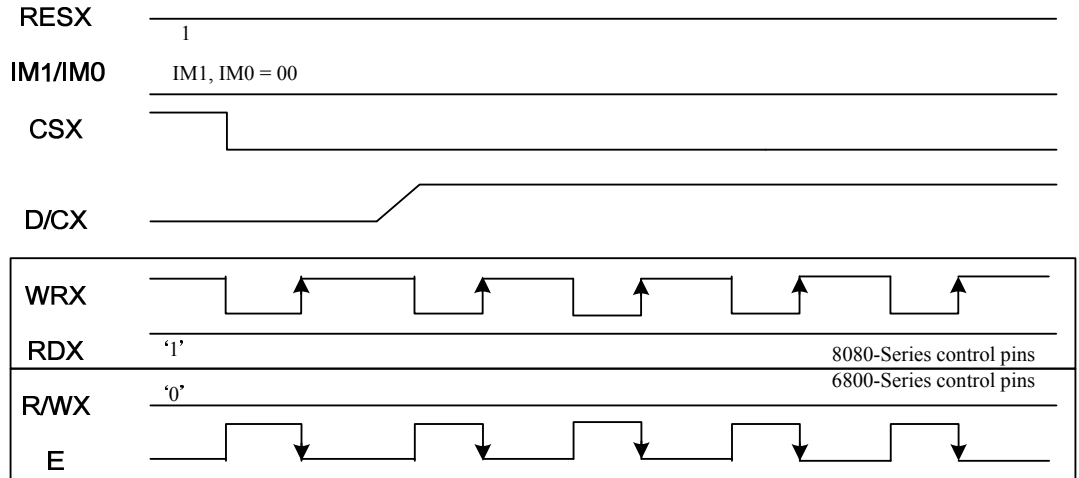 RESX
1
IM1/IM0 IM1, IM0 = 00
CSX
D/CX
WRX
RDX ‘1’ 8080-Series control pins
6800-Series control pins
R/WX ‘0’
E